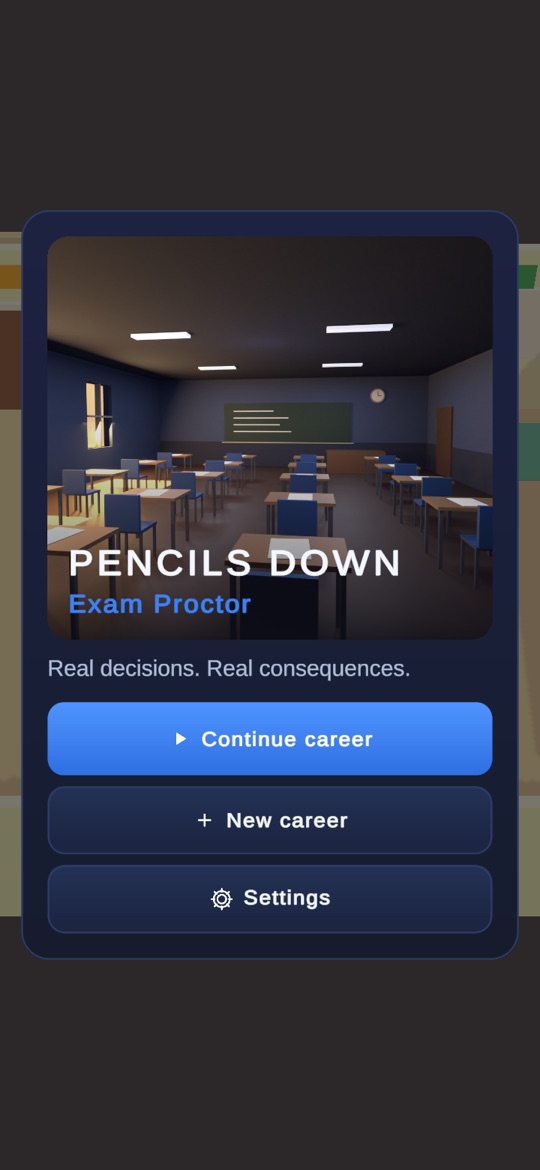 PENCILS DOWN
Exam Proctor
Real decisions. Real consequences.
Continue career
New career
Settings